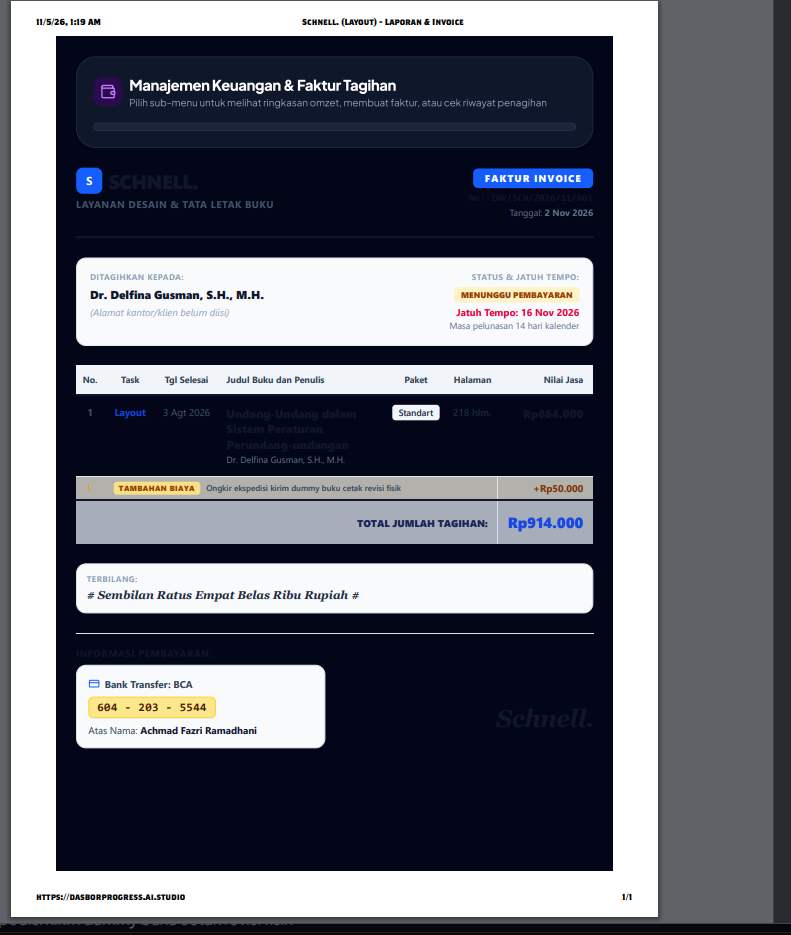 11/5/26, 1:19 AM
SCHNELL. (LAYOUT) - LAPORAN & INVOICE
Manajemen Keuangan & Faktur Tagihan
Pilih sub-menu untuk melihat ringkasan omzet, membuat faktur, atau cek riwayat penagihan
S SCHNELL.
LAYANAN DESAIN & TATA LETAK BUKU
FAKTUR INVOICE
No: INV/SCH/2026/11/001
Tanggal: 2 Nov 2026
DITAGIHKAN KEPADA:
Dr. Delfina Gusman, S.H., M.H.
(Alamat kantor/klien belum diisi)
STATUS & JATUH TEMPO:
MENUNGGU PEMBAYARAN
Jatuh Tempo: 16 Nov 2026
Masa pelunasan 14 hari kalender
No. Task Tgl Selesai Judul Buku dan Penulis Paket Halaman Nilai Jasa
1 Layout 3 Agt 2026 Undang-Undang dalam Standart 218 hlm. Rp864.000
Sistem Peraturan
Perundang-undangan
Dr. Delfina Gusman, S.H., M.H.
TAMBAHAN BIAYA Ongkir ekspedisi kirim dummy buku cetak revisi fisik +Rp50.000
TOTAL JUMLAH TAGIHAN: Rp914.000
TERBILANG:
# Sembilan Ratus Empat Belas Ribu Rupiah #
INFORMASI PEMBAYARAN:
Bank Transfer: BCA
604 - 203 - 5544
Atas Nama: Achmad Fazri Ramadhani
Schnell.
HTTPS://DASBORPROGRESS.AI.STUDIO
1/1